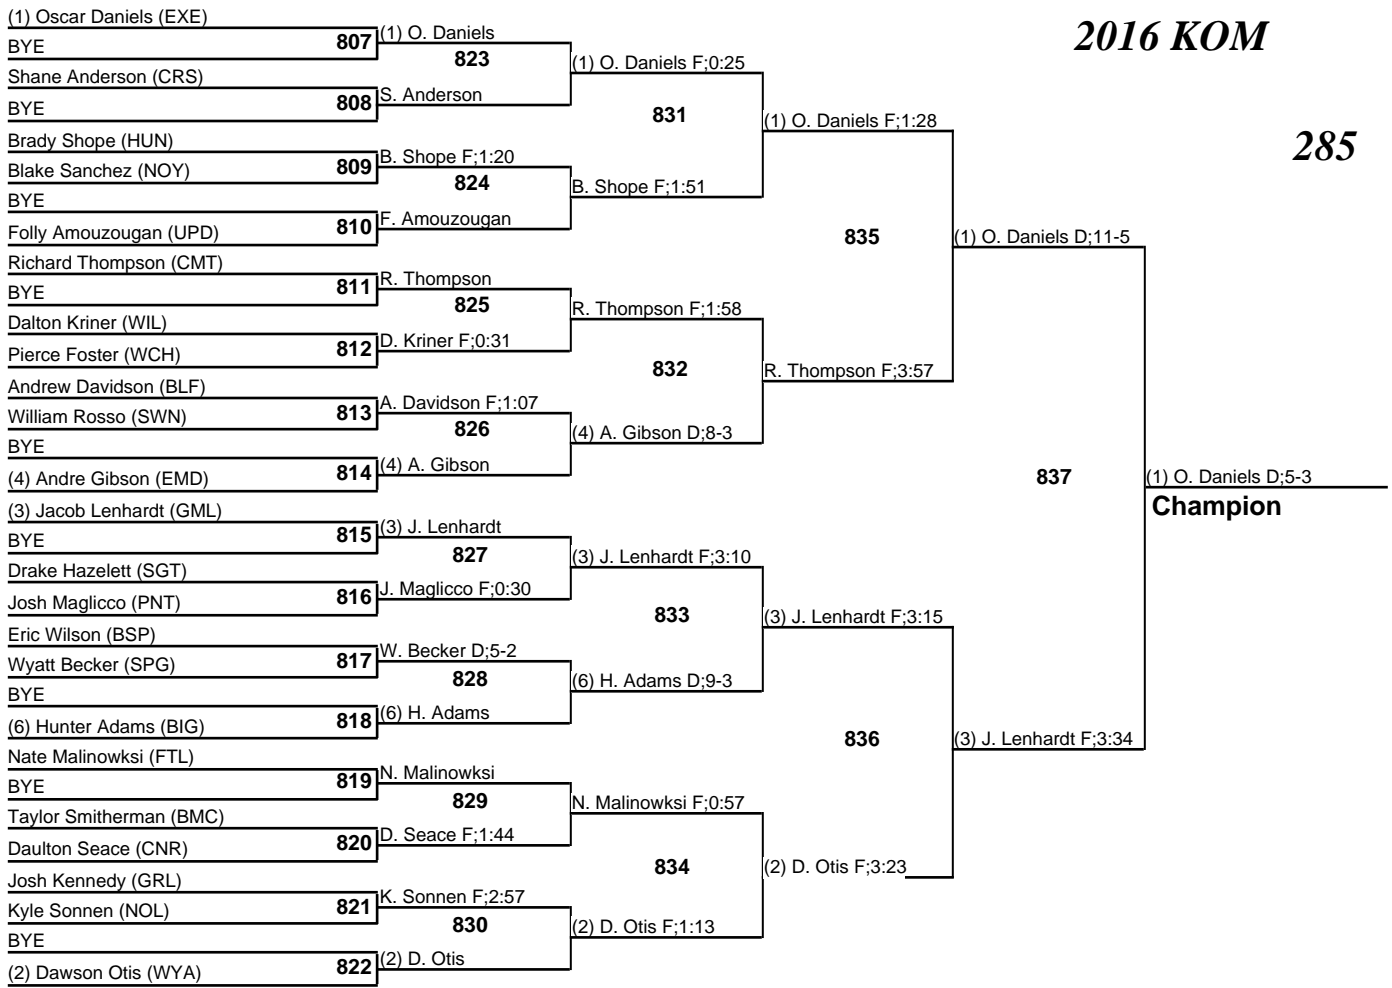 2016 KOM
285
(1) Oscar Daniels (EXE)
BYE
807
Shane Anderson (CRS)
BYE
808
Brady Shope (HUN)
Blake Sanchez (NOY)
809
BYE
Folly Amouzougan (UPD)
810
Richard Thompson (CMT)
BYE
811
Dalton Kriner (WIL)
Pierce Foster (WCH)
812
Andrew Davidson (BLF)
William Rosso (SWN)
813
BYE
(4) Andre Gibson (EMD)
814
(3) Jacob Lenhardt (GML)
BYE
815
Drake Hazelett (SGT)
Josh Maglicco (PNT)
816
Eric Wilson (BSP)
Wyatt Becker (SPG)
817
BYE
(6) Hunter Adams (BIG)
818
Nate Malinowksi (FTL)
BYE
819
Taylor Smitherman (BMC)
Daulton Seace (CNR)
820
Josh Kennedy (GRL)
Kyle Sonnen (NOL)
821
BYE
(2) Dawson Otis (WYA)
822
(1) O. Daniels
823
S. Anderson
B. Shope F;1:20
824
F. Amouzougan
R. Thompson
825
D. Kriner F;0:31
A. Davidson F;1:07
826
(4) A. Gibson
(3) J. Lenhardt
827
J. Maglicco F;0:30
W. Becker D;5-2
828
(6) H. Adams
N. Malinowksi
829
D. Seace F;1:44
K. Sonnen F;2:57
830
(2) D. Otis
(1) O. Daniels F;0:25
831
B. Shope F;1:51
R. Thompson F;1:58
832
(4) A. Gibson D;8-3
(3) J. Lenhardt F;3:10
833
(6) H. Adams D;9-3
N. Malinowksi F;0:57
834
(2) D. Otis F;1:13
(1) O. Daniels F;1:28
835
R. Thompson F;3:57
(3) J. Lenhardt F;3:15
836
(2) D. Otis F;3:23
(1) O. Daniels D;11-5
837
(3) J. Lenhardt F;3:34
(1) O. Daniels D;5-3
Champion